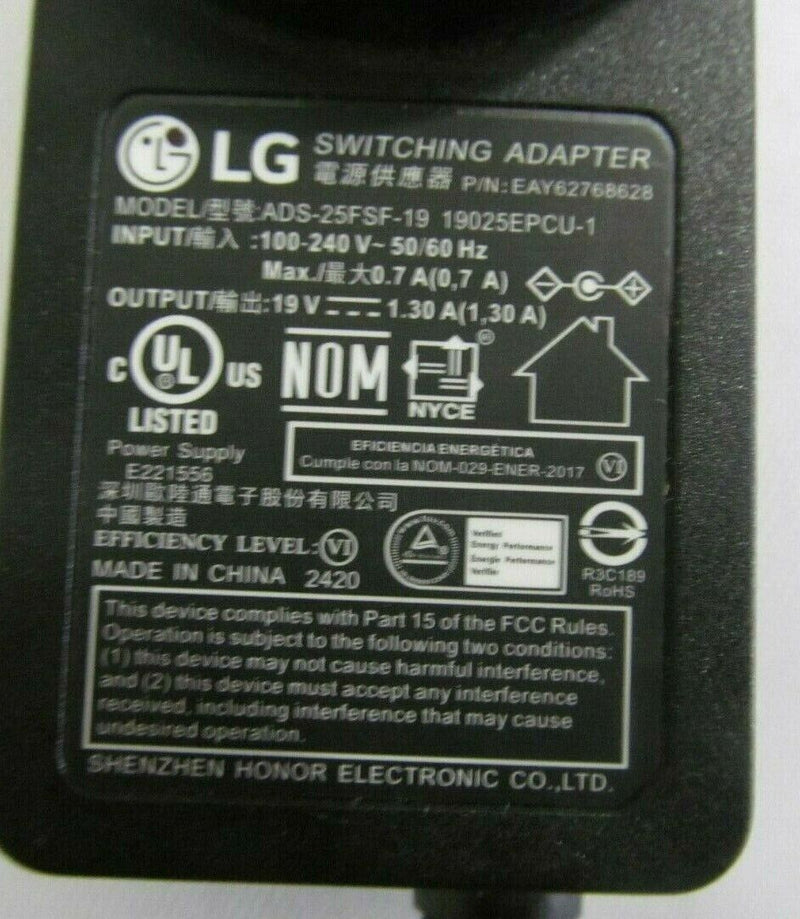 LG SWITCHING ADAPTER
電源供應器 P/N: EAY62768628
MODEL/型號:ADS-25FSF-19 19025EPCU-1
INPUT/輸入 :100-240 V~ 50/60 Hz
Max./最大0.7 A(0,7 A)
OUTPUT/輸出:19 V 1.30 A(1,30 A)
C UL US
LISTED
NOM
NYCE
Power Supply
E221556
EFICIENCIA ENERGÉTICA
Cumple con la NOM-029-ENER-2017 VI
深圳歐陸通電子股份有限公司
中國製造
EFFICIENCY LEVEL: VI
MADE IN CHINA 2420
Verified
Energy Performance
Energie Performance
Verifier
R3C189
RoHS
This device complies with Part 15 of the FCC Rules.
Operation is subject to the following two conditions:
(1) this device may not cause harmful interference,
and (2) this device must accept any interference
received, including interference that may cause
undesired operation.
SHENZHEN HONOR ELECTRONIC CO.,LTD.